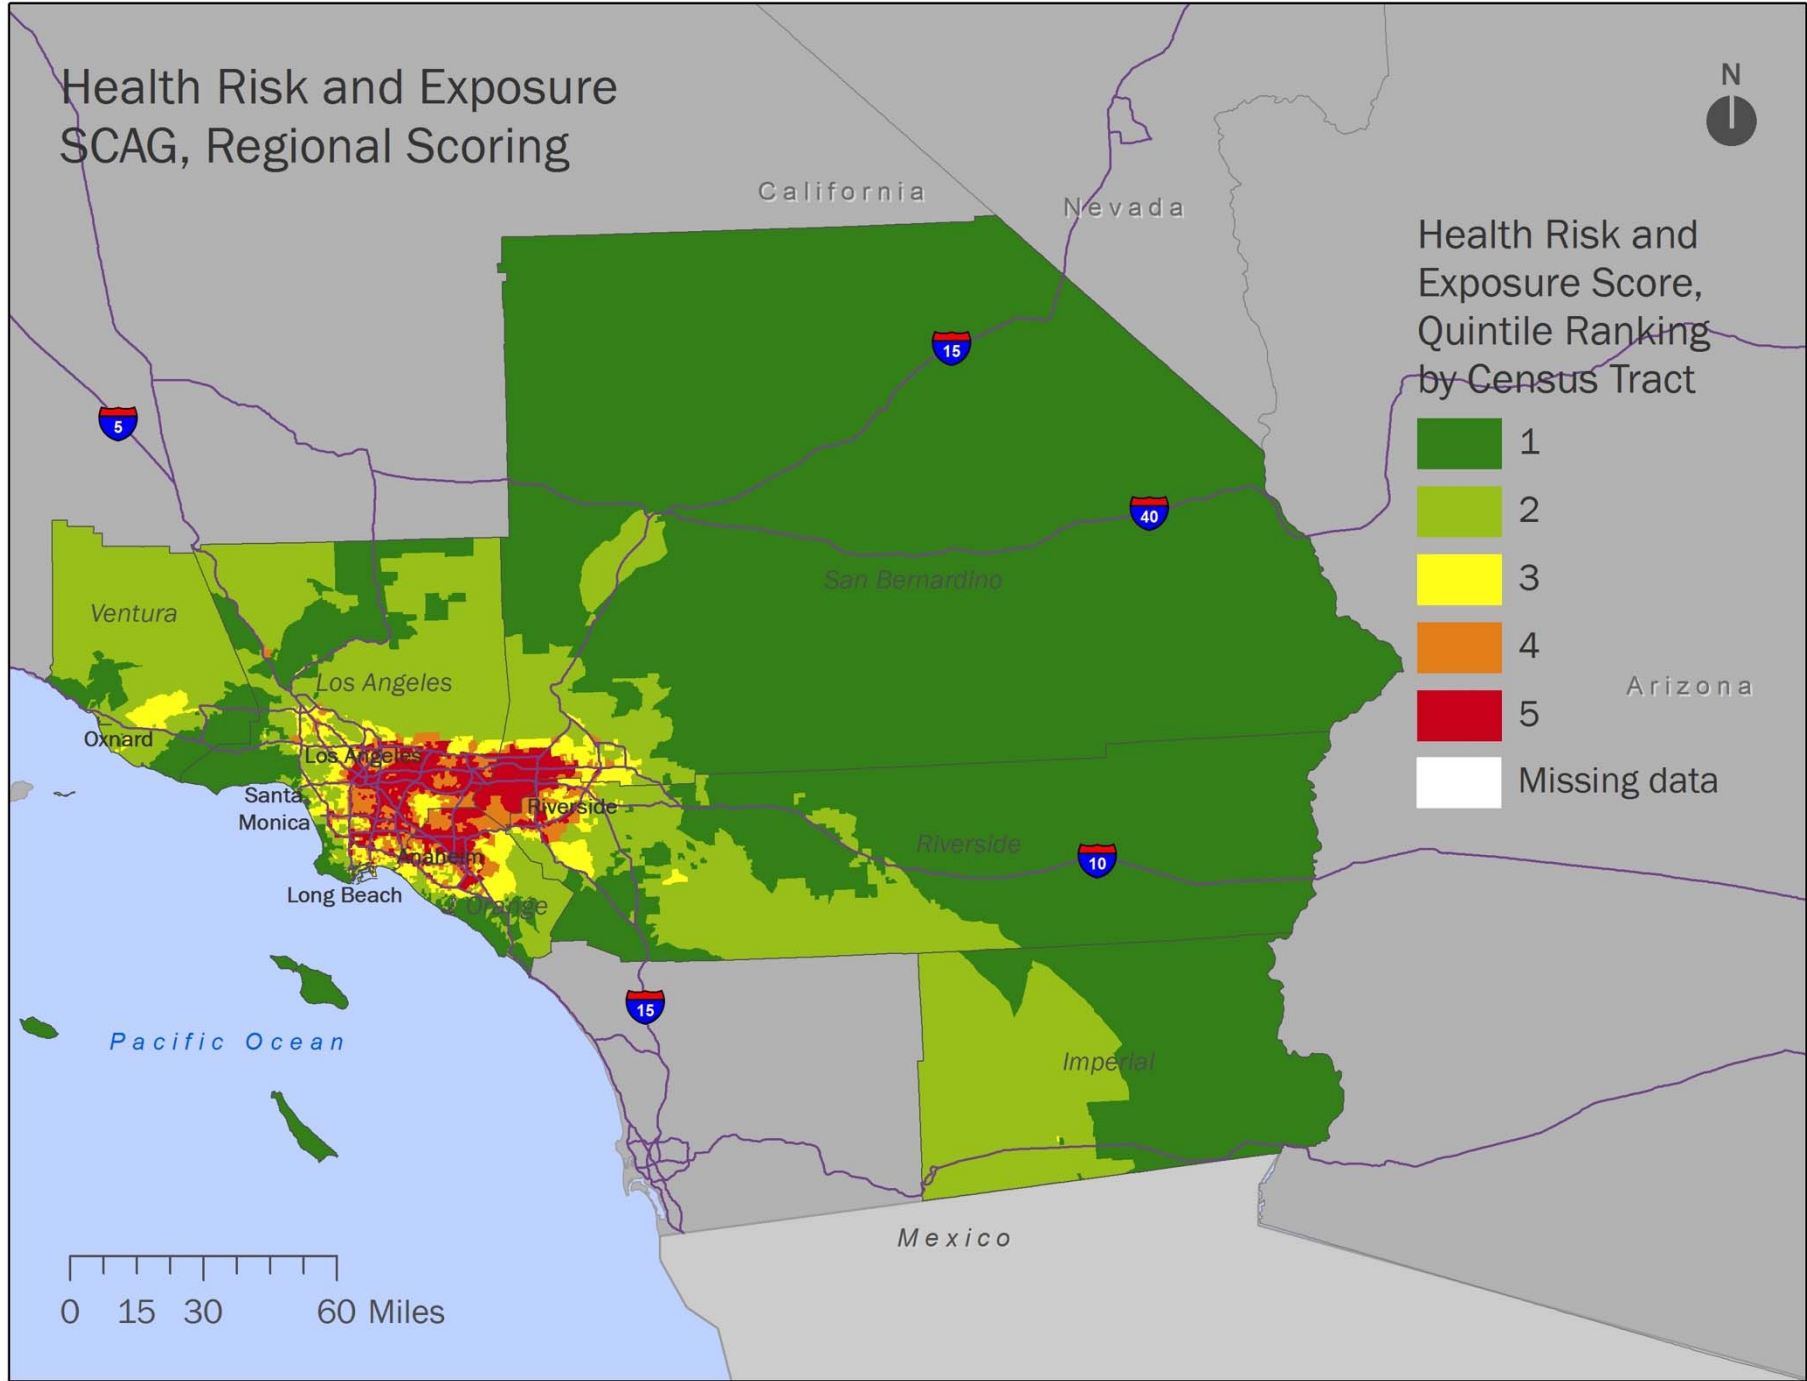 Health Risk and Exposure
SCAG, Regional Scoring
N
California
Nevada
Health Risk and
Exposure Score,
Quintile Ranking
by Census Tract
1
2
3
4
5
Missing data
15
5
40
San Bernardino
Ventura
Los Angeles
Arizona
Oxnard
Los Angeles
Santa
Monica
Riverside
Riverside
10
Anaheim
Long Beach
Orange
15
Pacific Ocean
Imperial
Mexico
0 15 30 60 Miles